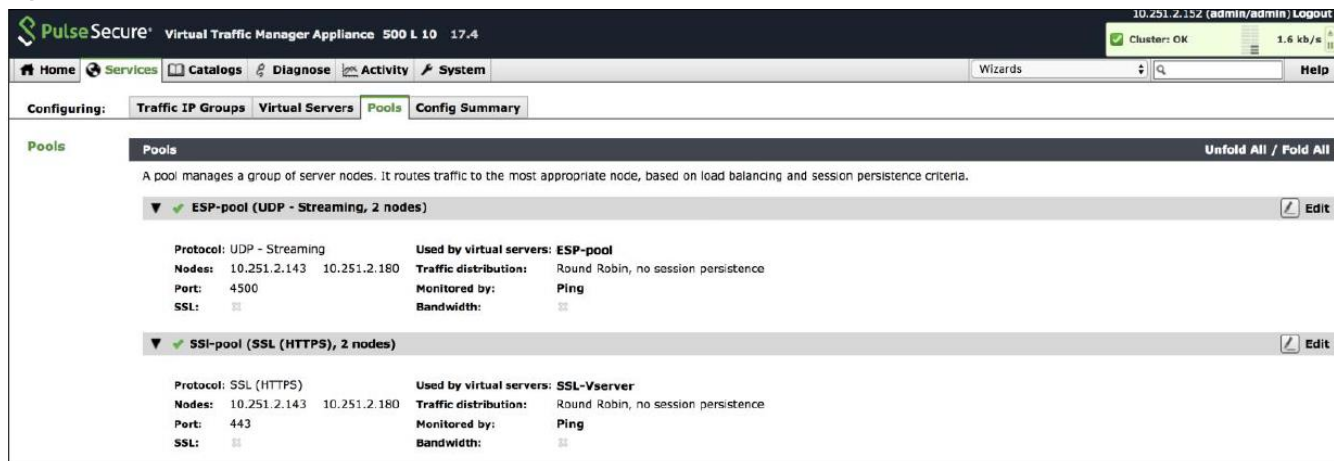 10.251.2.152 (admin/admin) Logout
PulseSecure® Virtual Traffic Manager Appliance 500 L 10 17.4
Cluster: OK 1.6 kb/s
Home Services Catalogs Diagnose Activity System Wizards Help
Configuring: Traffic IP Groups Virtual Servers Pools Config Summary
Pools Pools Unfold All / Fold All
A pool manages a group of server nodes. It routes traffic to the most appropriate node, based on load balancing and session persistence criteria.
ESP-pool (UDP - Streaming, 2 nodes) Edit
Protocol: UDP - Streaming Used by virtual servers: ESP-pool
Nodes: 10.251.2.143 10.251.2.180 Traffic distribution: Round Robin, no session persistence
Port: 4500 Monitored by: Ping
SSL: Bandwidth:
SSl-pool (SSL (HTTPS), 2 nodes) Edit
Protocol: SSL (HTTPS) Used by virtual servers: SSL-Vserver
Nodes: 10.251.2.143 10.251.2.180 Traffic distribution: Round Robin, no session persistence
Port: 443 Monitored by: Ping
SSL: Bandwidth: